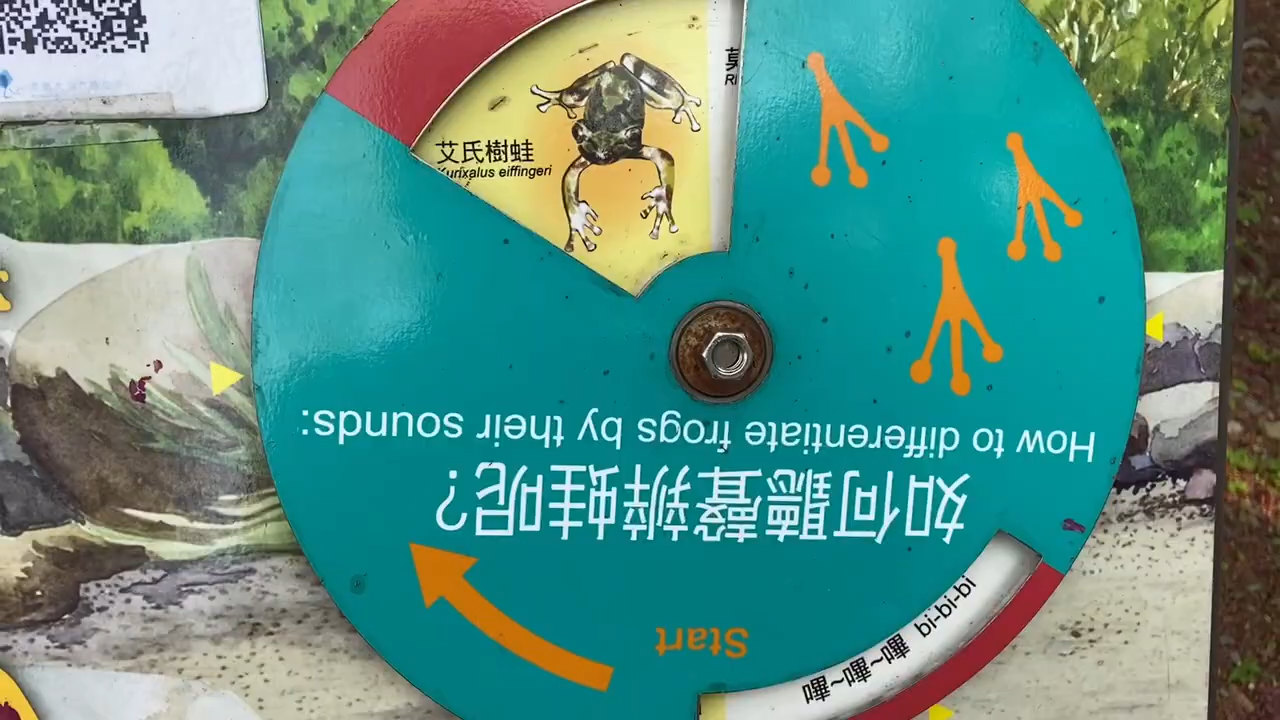 艾氏樹蛙
Kurixalus eiffingeri
莫
How to differentiate frogs by their sounds:
如何聽聲辨蛙呢?
Start
嗶~嗶~嗶 bi-bi-bi